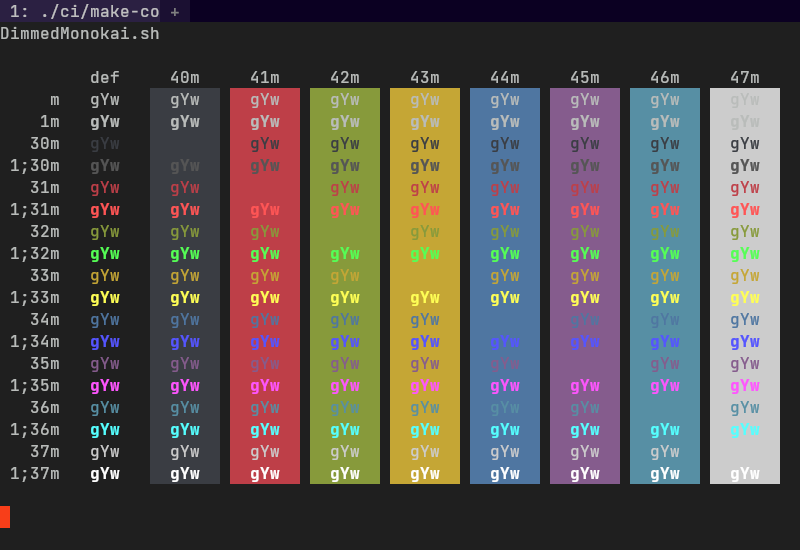 1: ./ci/make-co +
DimmedMonokai.sh
def 40m 41m 42m 43m 44m 45m 46m 47m
m gYw gYw gYw gYw gYw gYw gYw gYw gYw
1m gYw gYw gYw gYw gYw gYw gYw gYw gYw
30m gYw gYw gYw gYw gYw gYw gYw gYw
1;30m gYw gYw gYw gYw gYw gYw gYw gYw gYw
31m gYw gYw gYw gYw gYw gYw gYw gYw
1;31m gYw gYw gYw gYw gYw gYw gYw gYw gYw
32m gYw gYw gYw gYw gYw gYw gYw gYw
1;32m gYw gYw gYw gYw gYw gYw gYw gYw gYw
33m gYw gYw gYw gYw gYw gYw gYw gYw
1;33m gYw gYw gYw gYw gYw gYw gYw gYw gYw
34m gYw gYw gYw gYw gYw gYw gYw gYw
1;34m gYw gYw gYw gYw gYw gYw gYw gYw gYw
35m gYw gYw gYw gYw gYw gYw gYw gYw
1;35m gYw gYw gYw gYw gYw gYw gYw gYw gYw
36m gYw gYw gYw gYw gYw gYw gYw gYw
1;36m gYw gYw gYw gYw gYw gYw gYw gYw gYw
37m gYw gYw gYw gYw gYw gYw gYw gYw
1;37m gYw gYw gYw gYw gYw gYw gYw gYw gYw